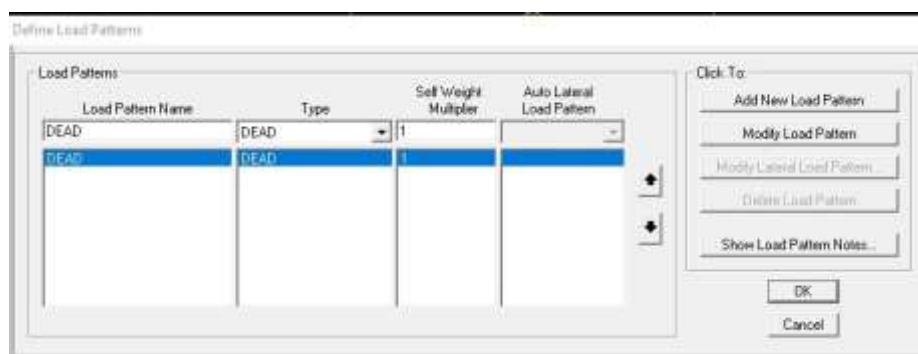 Define Load Patterns
Load Patterns
Load Pattern Name
Type
Self Weight
Multiplier
Auto Lateral
Load Pattern
DEAD
DEAD
1
DEAD
DEAD
1
Click To:
Add New Load Pattern
Modify Load Pattern
Modify Lateral Load Pattern...
Delete Load Pattern
Show Load Pattern Notes...
OK
Cancel